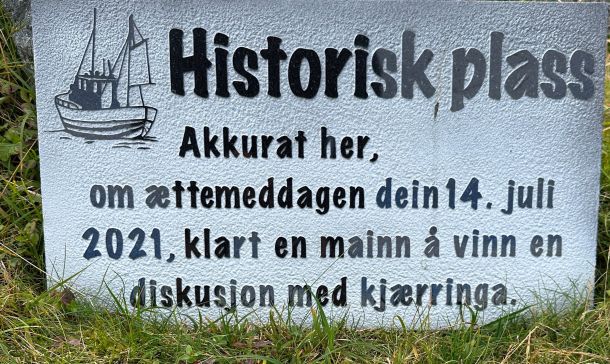 Historisk plass
Akkurat her,
om ættemeddagen dein 14. juli
2021, klart en mainn å vinn en
diskusjon med kjærringa.